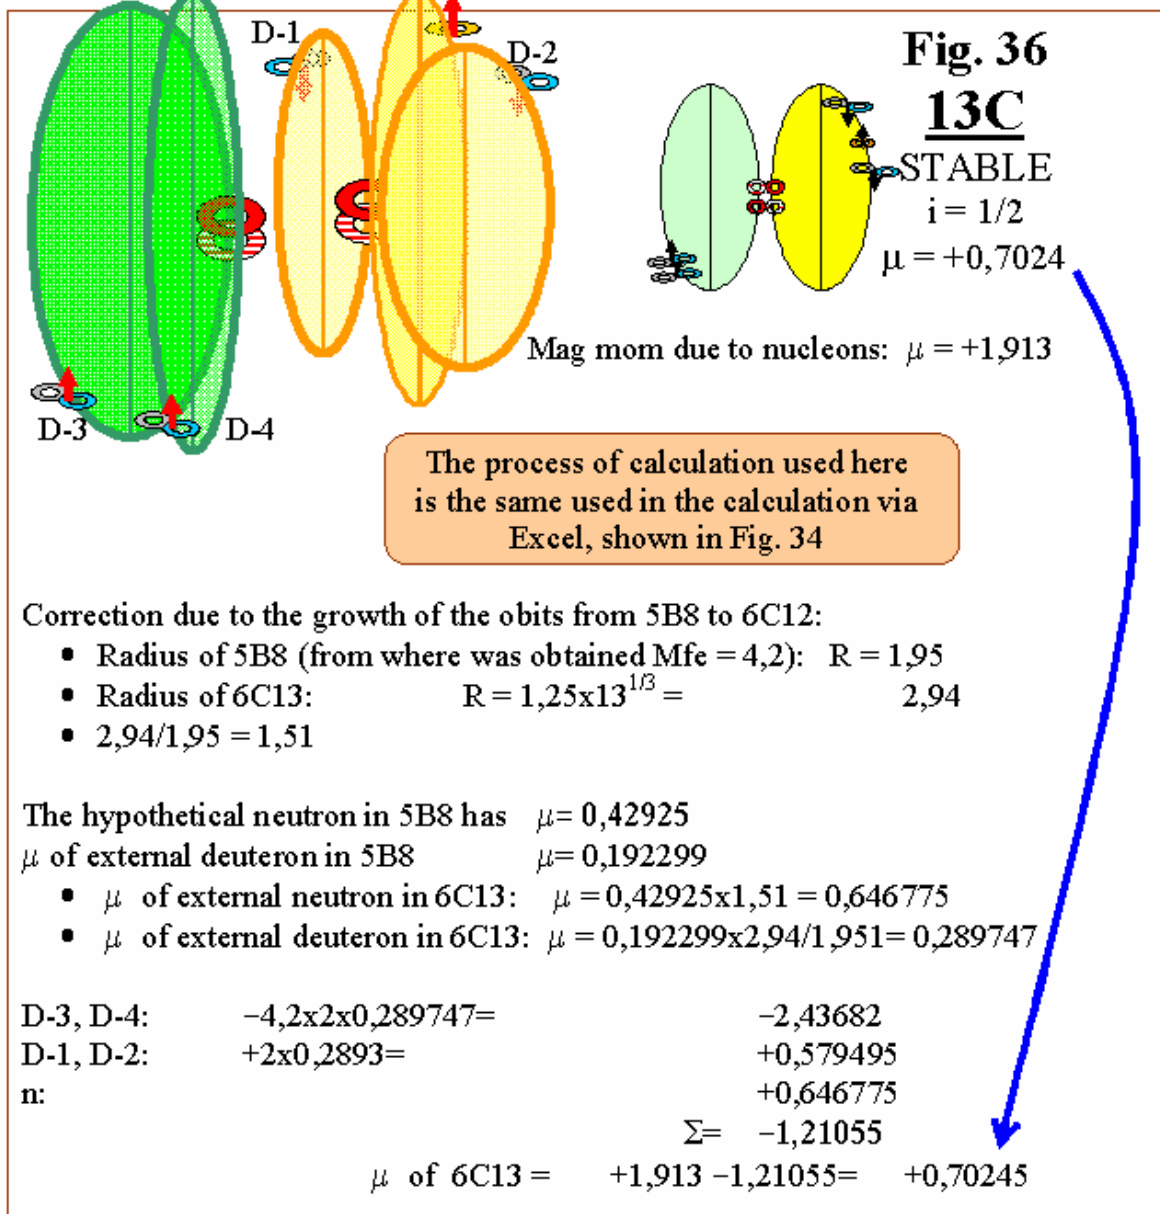 D-1
D-2
Fig. 36
13C
STABLE
i = 1/2
μ = +0,7024
Mag mom due to nucleons: μ = +1,913
D-3
D-4
The process of calculation used here
is the same used in the calculation via
Excel, shown in Fig. 34
Correction due to the growth of the obits from 5B8 to 6C12:
• Radius of 5B8 (from where was obtained Mfe = 4,2): R = 1,95
• Radius of 6C13: R = 1,25x13^1/3 = 2,94
• 2,94/1,95 = 1,51
The hypothetical neutron in 5B8 has μ= 0,42925
μ of external deuteron in 5B8 μ= 0,192299
• μ of external neutron in 6C13: μ = 0,42925x1,51 = 0,646775
• μ of external deuteron in 6C13: μ = 0,192299x2,94/1,951= 0,289747
D-3, D-4: −4,2x2x0,289747= −2,43682
D-1, D-2: +2x0,2893= +0,579495
n: +0,646775
Σ= −1,21055
μ of 6C13 = +1,913 −1,21055= +0,70245